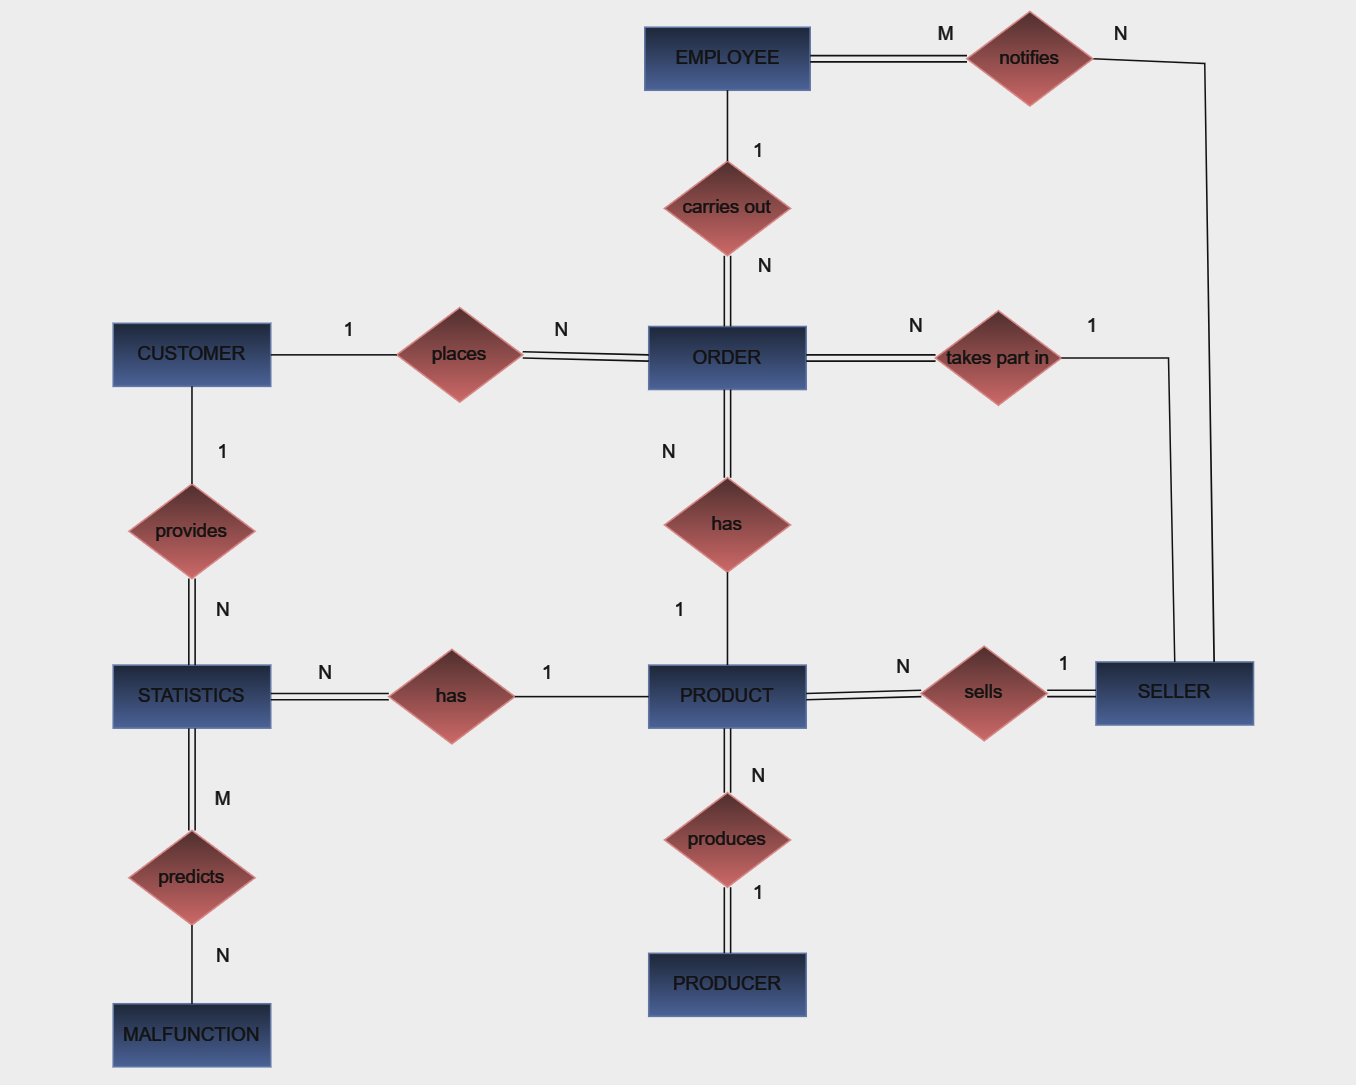 EMPLOYEE
M
notifies
N
1
carries out
N
CUSTOMER
1
places
N
ORDER
N
takes part in
1
1
provides
N
N
has
1
STATISTICS
N
has
1
PRODUCT
N
sells
1
SELLER
M
predicts
N
MALFUNCTION
N
produces
1
PRODUCER